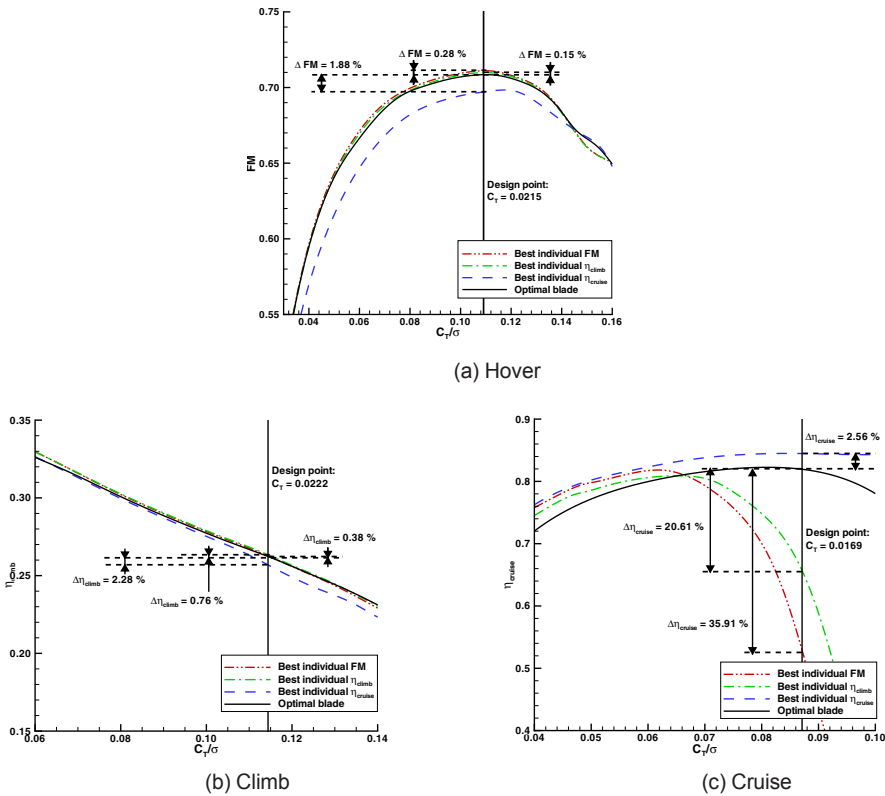 0.75
0.70
0.65
0.60
0.55
FM
Δ FM = 1.88 %
Δ FM = 0.28 %
Δ FM = 0.15 %
Design point:
C_T = 0.0215
Best individual FM
Best individual η_climb
Best individual η_cruise
Optimal blade
0.04 0.06 0.08 0.10 0.12 0.14 0.16
C_T/σ
(a) Hover
0.35
0.30
0.25
0.20
0.15
η_climb
Design point:
C_T = 0.0222
Δη_climb = 0.38 %
Δη_climb = 2.28 %
Δη_climb = 0.76 %
Best individual FM
Best individual η_climb
Best individual η_cruise
Optimal blade
0.06 0.08 0.10 0.12 0.14
C_T/σ
(b) Climb
0.9
0.8
0.7
0.6
0.5
0.4
η_cruise
Δη_cruise = 2.56 %
Δη_cruise = 20.61 %
Design point:
C_T = 0.0169
Δη_cruise = 35.91 %
Best individual FM
Best individual η_climb
Best individual η_cruise
Optimal blade
0.04 0.05 0.06 0.07 0.08 0.09 0.10
C_T/σ
(c) Cruise